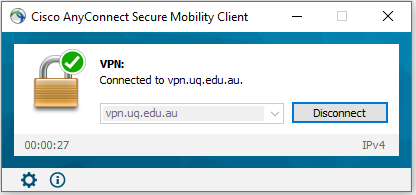 Cisco AnyConnect Secure Mobility Client
VPN:
Connected to vpn.uq.edu.au.
vpn.uq.edu.au
Disconnect
00:00:27
IPv4